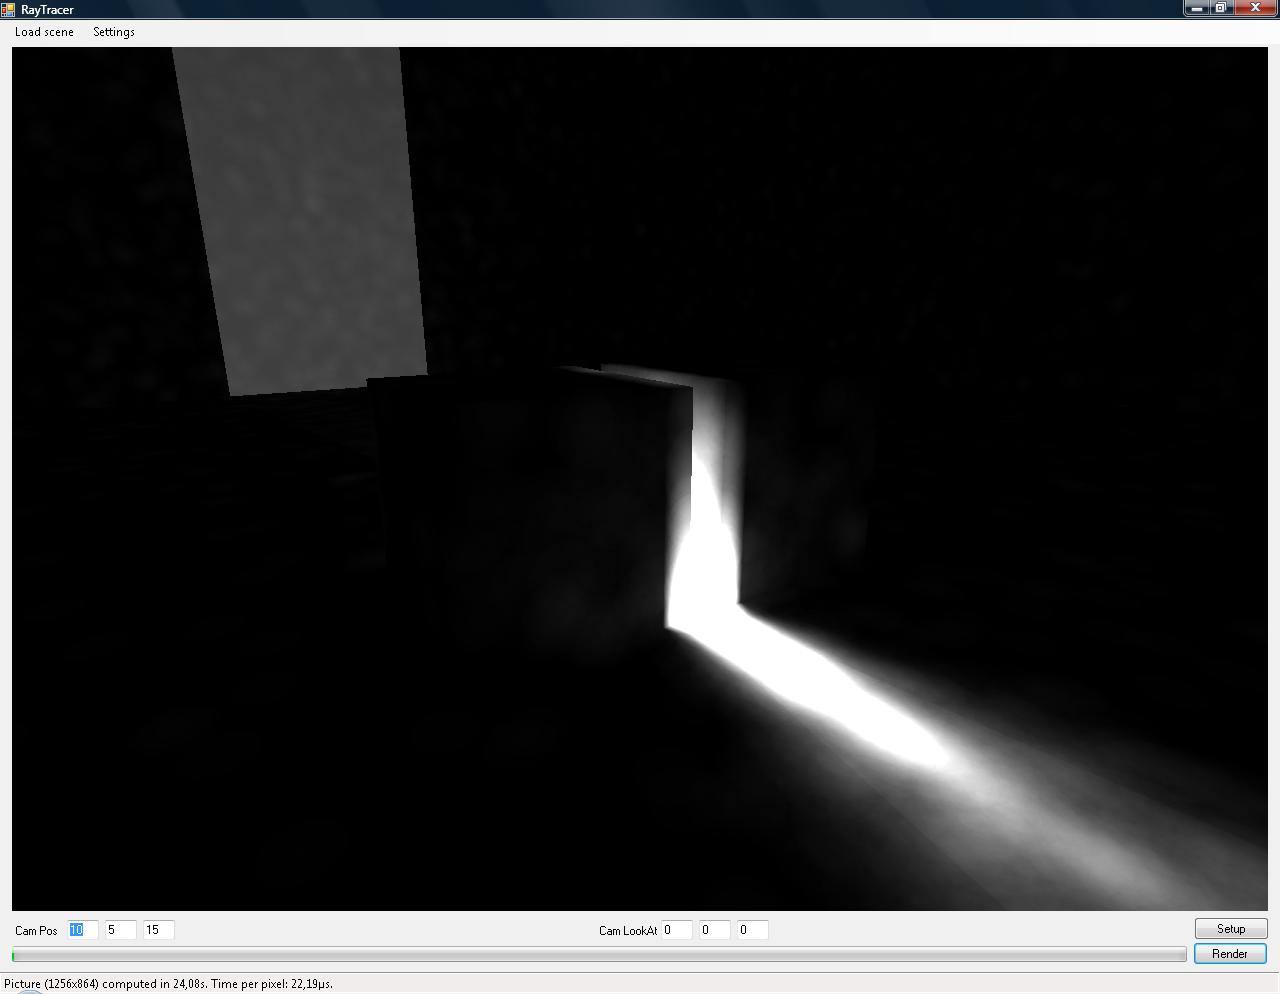 RayTracer
Load scene Settings
Cam Pos 10 5 15 Cam LookAt 0 0 0 Setup
Render
Picture (1256x864) computed in 24,08s. Time per pixel: 22,19µs.